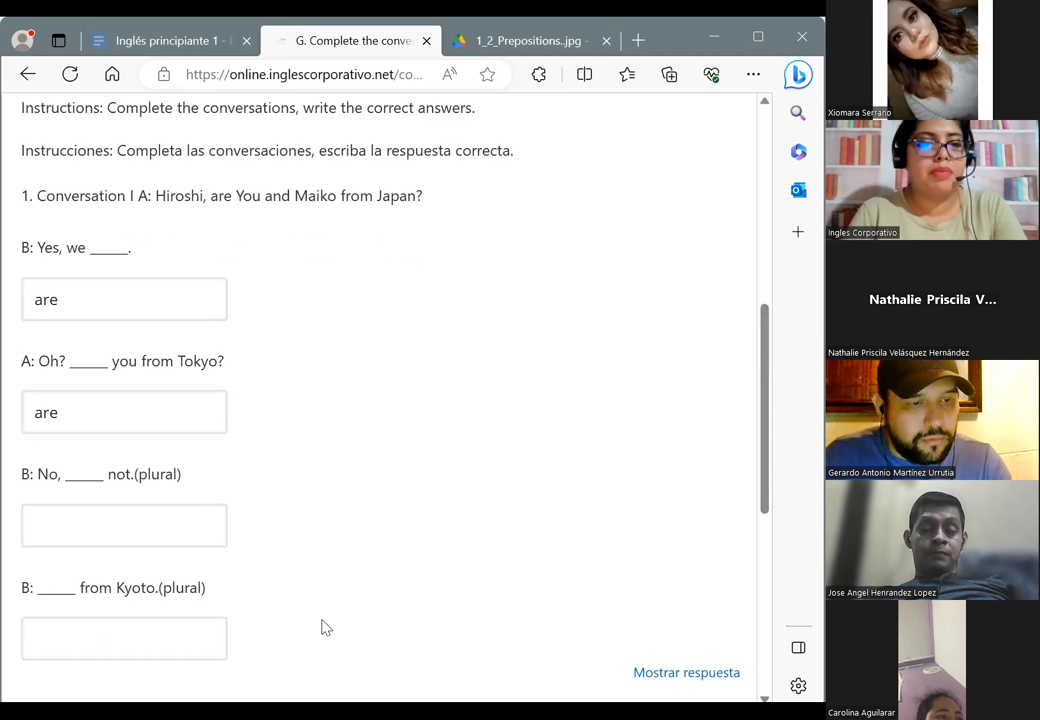 Inglés principiante 1 -
G. Complete the conve
1_2_Prepositions..jpg -
https://online.inglescorporativo.net/co...
Instructions: Complete the conversations, write the correct answers.
Instrucciones: Completa las conversaciones, escriba la respuesta correcta.
1. Conversation I A: Hiroshi, are You and Maiko from Japan?
B: Yes, we _____.
are
A: Oh? _____ you from Tokyo?
are
B: No, _____ not.(plural)
B: _____ from Kyoto.(plural)
Mostrar respuesta
Xiomara Serrano
Ingles Corporativo
Nathalie Priscila V...
Nathalie Priscila Velásquez Hernández
Gerardo Antonio Martínez Urrutia
Jose Angel Henrandez Lopez
Carolina Aguilarar